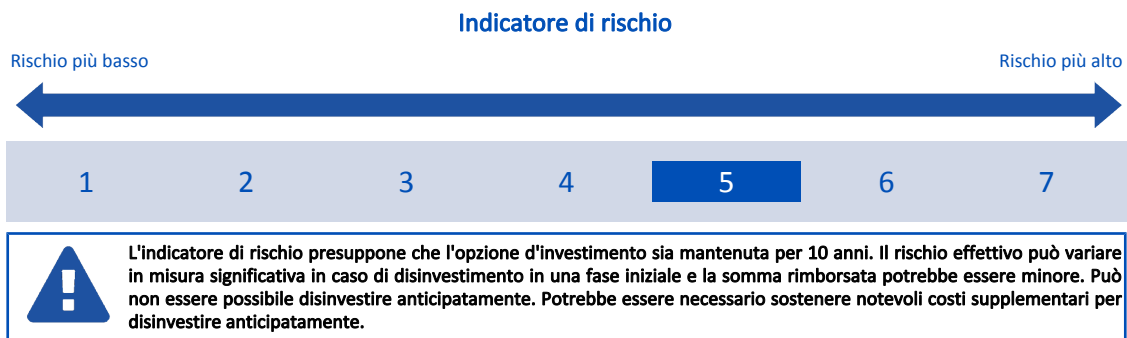 Indicatore di rischio
Rischio più basso Rischio più alto
1 2 3 4 5 6 7
L'indicatore di rischio presuppone che l'opzione d'investimento sia mantenuta per 10 anni. Il rischio effettivo può variare
in misura significativa in caso di disinvestimento in una fase iniziale e la somma rimborsata potrebbe essere minore. Può
non essere possibile disinvestire anticipatamente. Potrebbe essere necessario sostenere notevoli costi supplementari per
disinvestire anticipatamente.